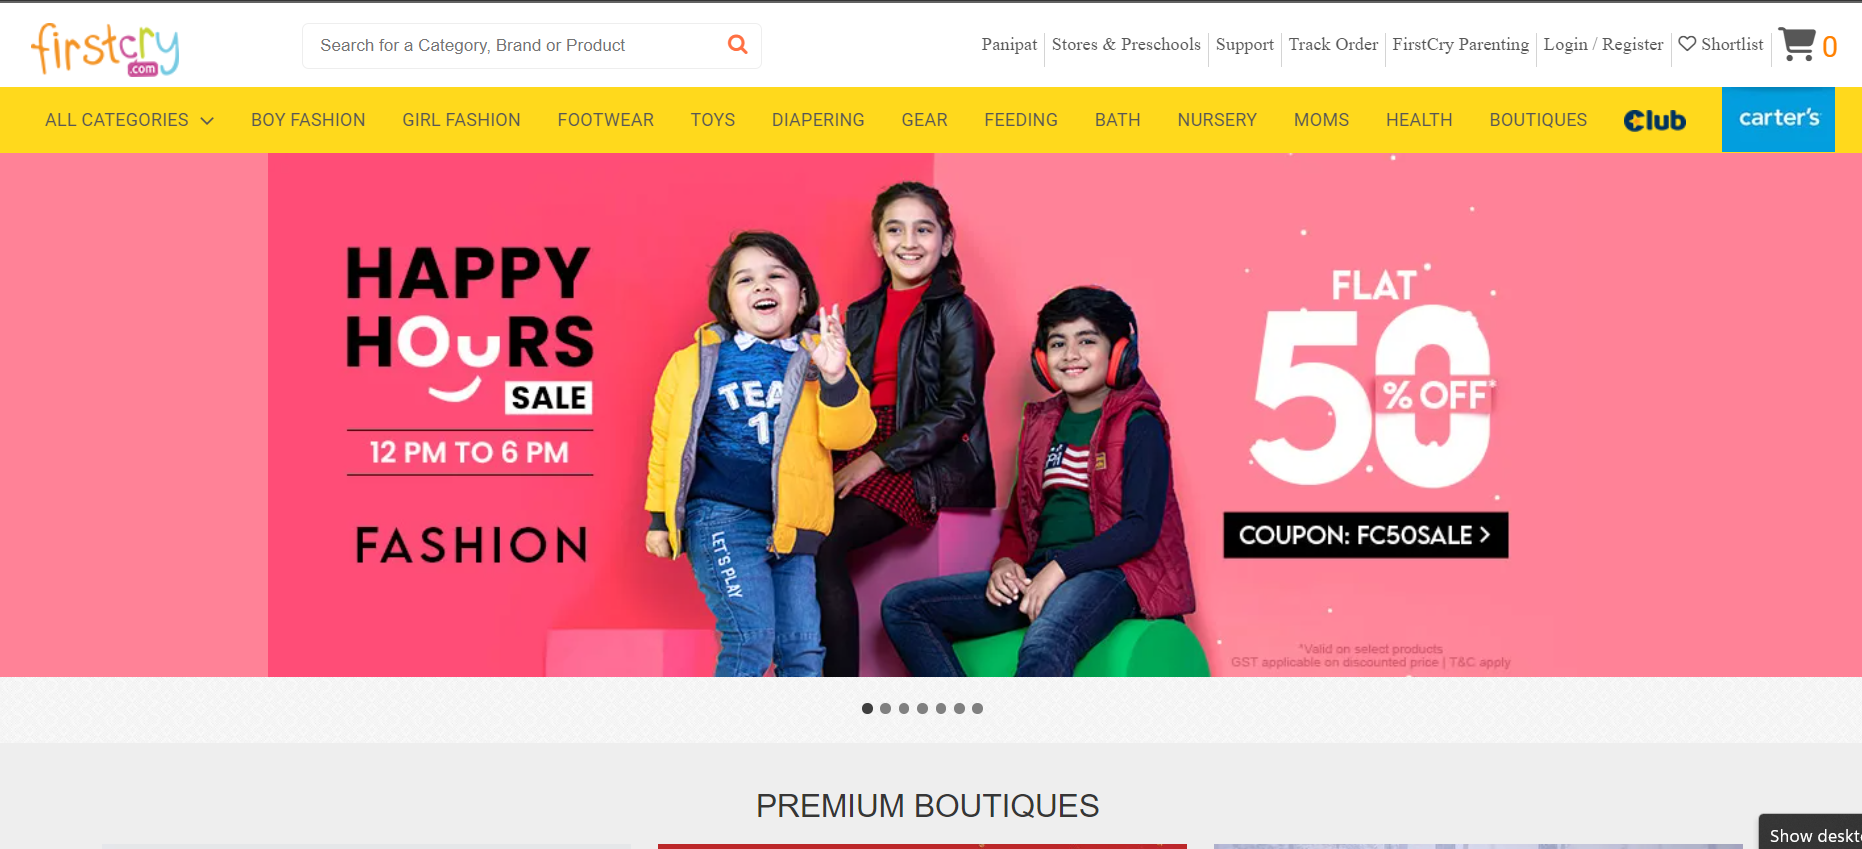 firstcry
.com
Search for a Category, Brand or Product
Panipat
Stores & Preschools
Support
Track Order
FirstCry Parenting
Login / Register
Shortlist
0
ALL CATEGORIES
BOY FASHION
GIRL FASHION
FOOTWEAR
TOYS
DIAPERING
GEAR
FEEDING
BATH
NURSERY
MOMS
HEALTH
BOUTIQUES
Club
carter's
HAPPY
HOuRS
SALE
12 PM TO 6 PM
FASHION
TEA
1
LET'S PLAY
FLAT
50
% OFF*
COUPON: FC50SALE >
*Valid on select products
GST applicable on discounted price | T&C apply
PREMIUM BOUTIQUES
Show deskt